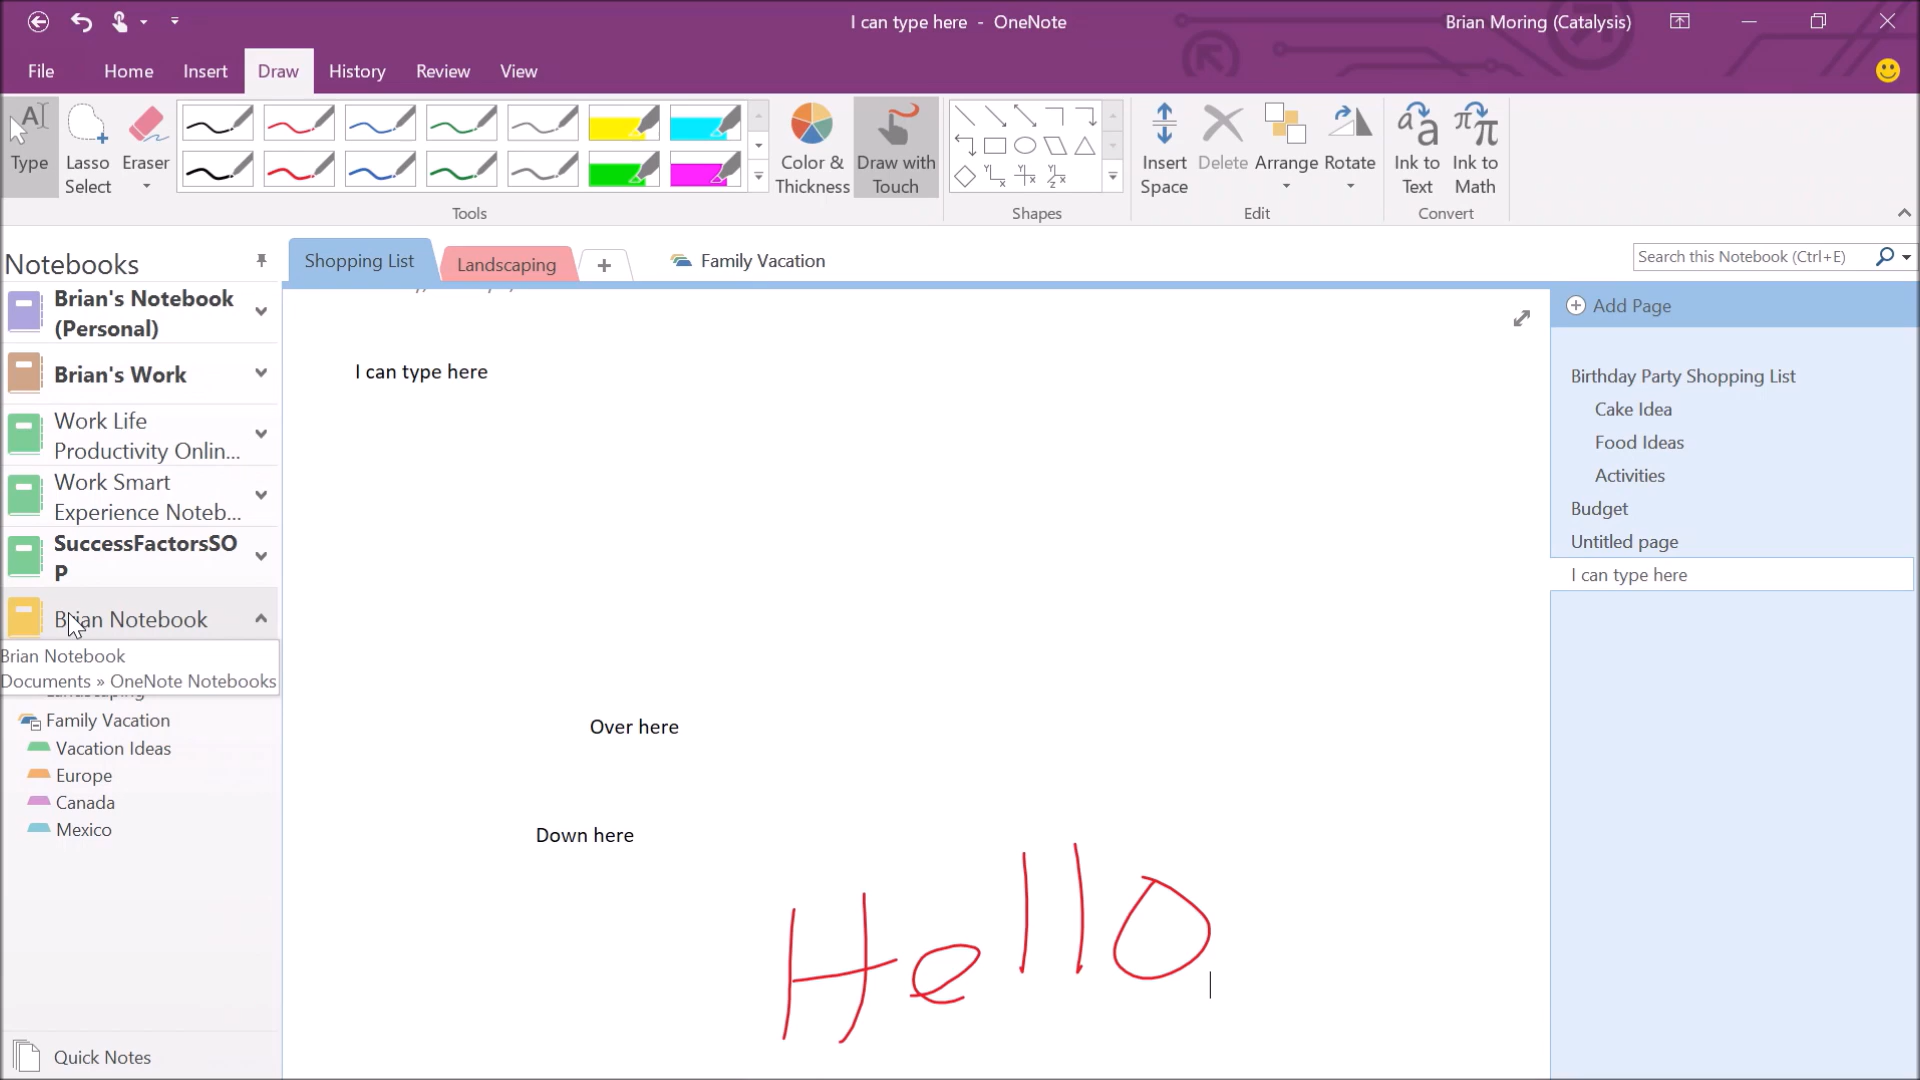 I can type here - OneNote
Brian Moring (Catalysis)
File Home Insert Draw History Review View
Type
Lasso Select
Eraser
Color & Thickness
Draw with Touch
Insert Space
Delete
Arrange
Rotate
Ink to Text
Ink to Math
Tools
Shapes
Edit
Convert
Notebooks
Shopping List
Landscaping
Family Vacation
Search this Notebook (Ctrl+E)
Brian's Notebook
(Personal)
Brian's Work
Work Life
Productivity Onlin...
Work Smart
Experience Noteb...
SuccessFactorsSO
P
Brian Notebook
Brian Notebook
Documents » OneNote Notebooks
Landscaping
Family Vacation
Vacation Ideas
Europe
Canada
Mexico
Quick Notes
I can type here
Over here
Down here
Hello
Add Page
Birthday Party Shopping List
Cake Idea
Food Ideas
Activities
Budget
Untitled page
I can type here